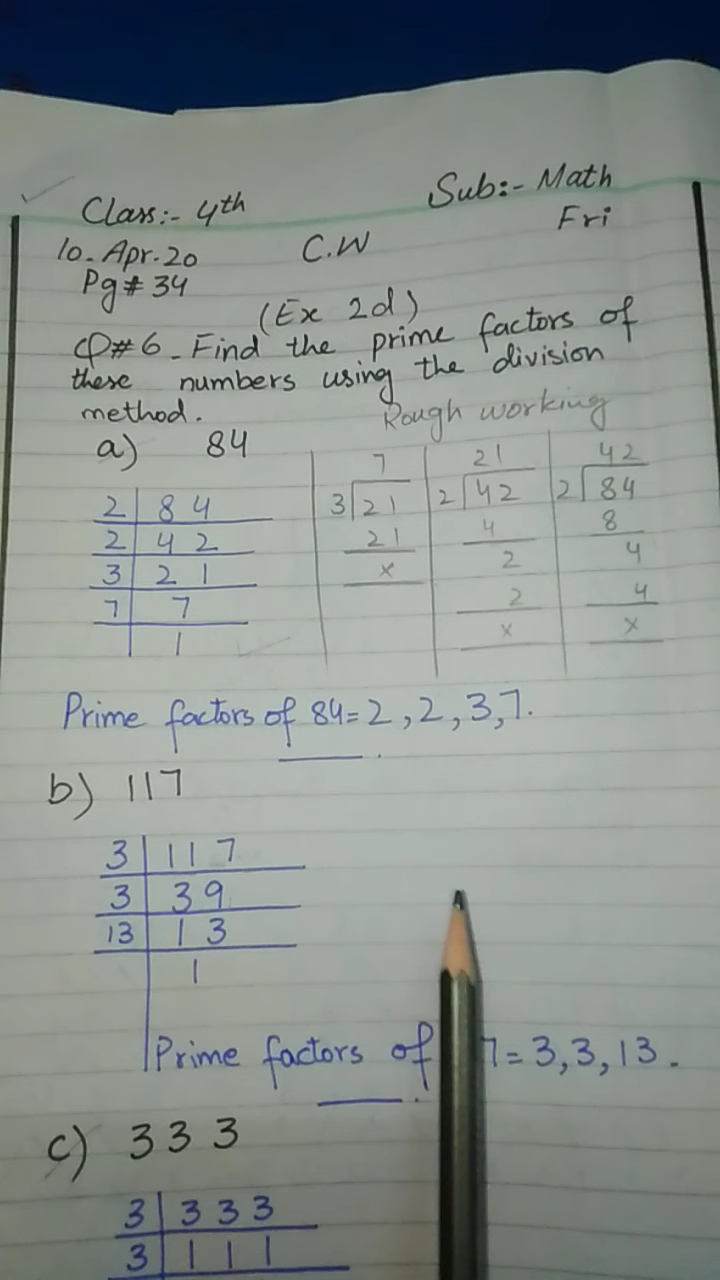 Class:- 4th Sub:- Math
10-Apr-20 C.W Fri
Pg# 34
(Ex 2d)
Q#6-Find the prime factors of
these numbers using the division
method. Rough working
a) 84
2 | 84
2 | 42
3 | 21
7 | 7
1
7
3 21
21
x
21
2 42
4
2
2
x
42
2 84
8
4
4
x
Prime factors of 84=2,2,3,7.
b) 117
3 | 117
3 | 39
13 | 13
1
Prime factors of 7=3,3,13.
c) 333
3 | 333
3 | 111